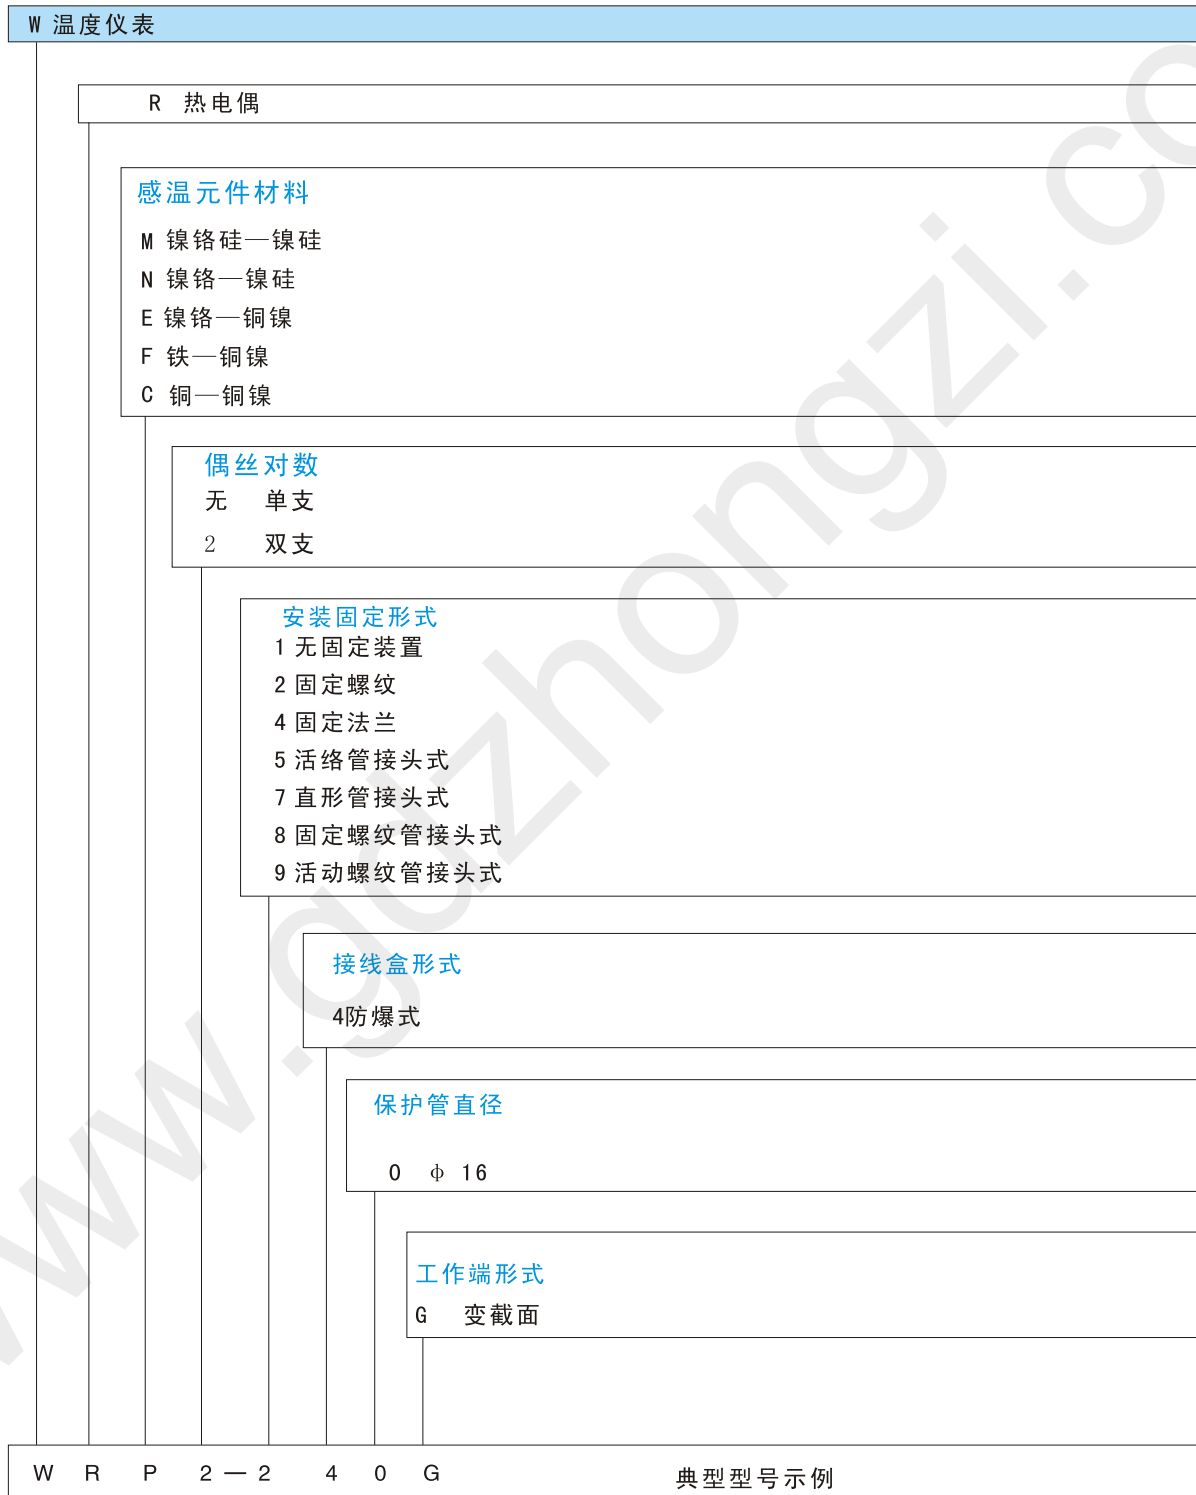 W 温度仪表
R 热电偶
感温元件材料
M 镍铬硅—镍硅
N 镍铬—镍硅
E 镍铬—铜镍
F 铁—铜镍
C 铜—铜镍
偶丝对数
无 单支
2 双支
安装固定形式
1 无固定装置
2 固定螺纹
4 固定法兰
5 活络管接头式
7 直形管接头式
8 固定螺纹管接头式
9 活动螺纹管接头式
接线盒形式
4防爆式
保护管直径
0 φ 16
工作端形式
G 变截面
W R P 2 — 2 4 0 G 典型型号示例
www.gdzhongzi.co